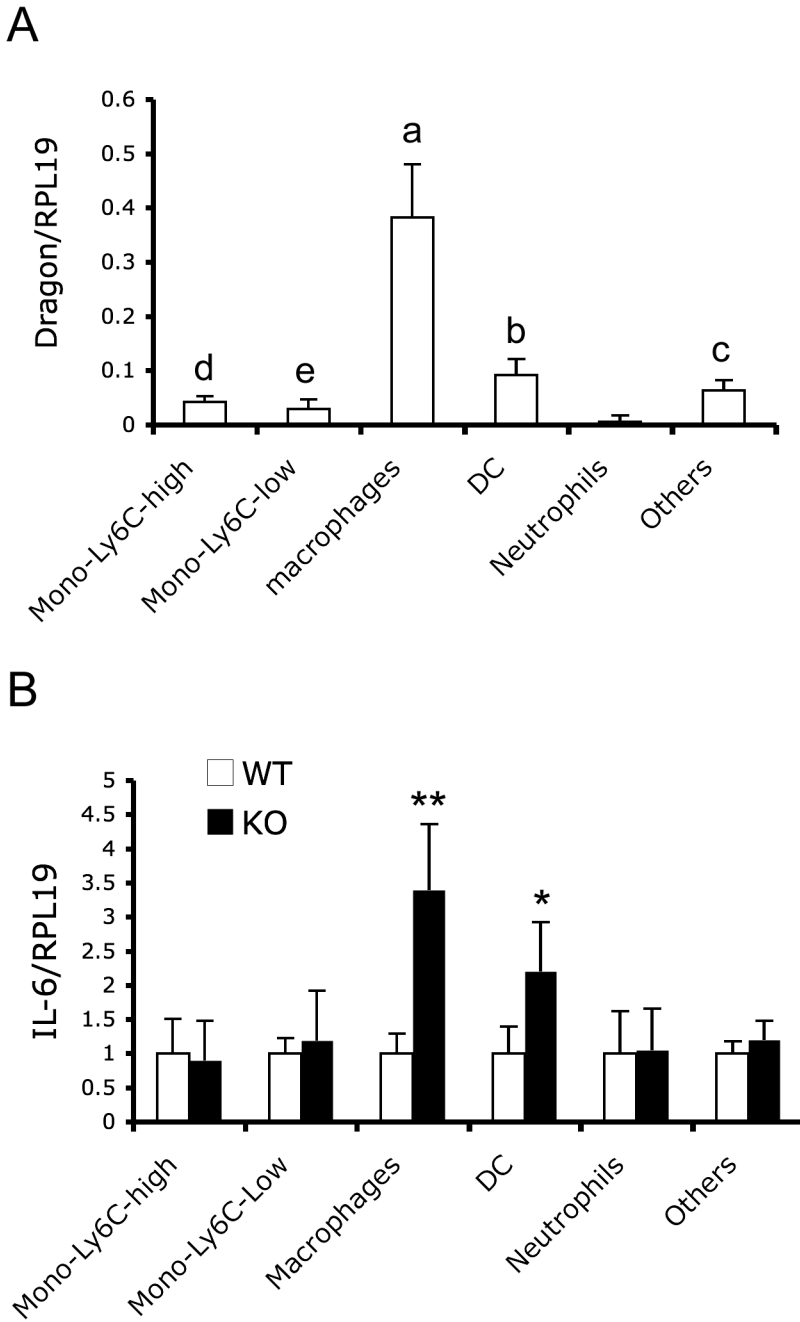 A
Dragon/RPL19
0.6
0.5
0.4
0.3
0.2
0.1
0
d
e
a
b
c
Mono-Ly6C-high
Mono-Ly6C-low
macrophages
DC
Neutrophils
Others
B
IL-6/RPL19
5
4.5
4
3.5
3
2.5
2
1.5
1
0.5
0
WT
KO
**
*
Mono-Ly6C-high
Mono-Ly6C-Low
Macrophages
DC
Neutrophils
Others